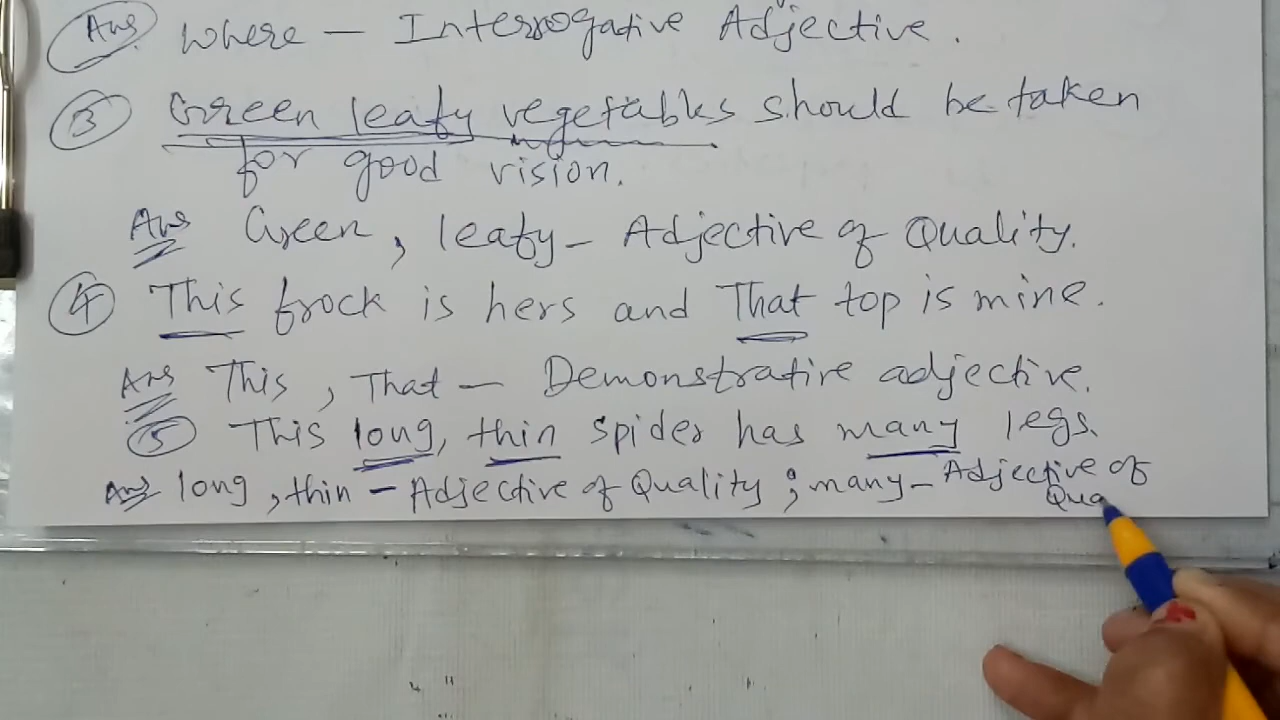 Ans. Where - Interrogative Adjective.
3 Green leafy vegetables should be taken
for good vision.
Ans Green, leafy - Adjective of Quality.
4 This frock is hers and That top is mine.
Ans This, That - Demonstrative adjective.
5 This long, thin spider has many legs.
Ans long, thin - Adjective of Quality; many - Adjective of
Qua